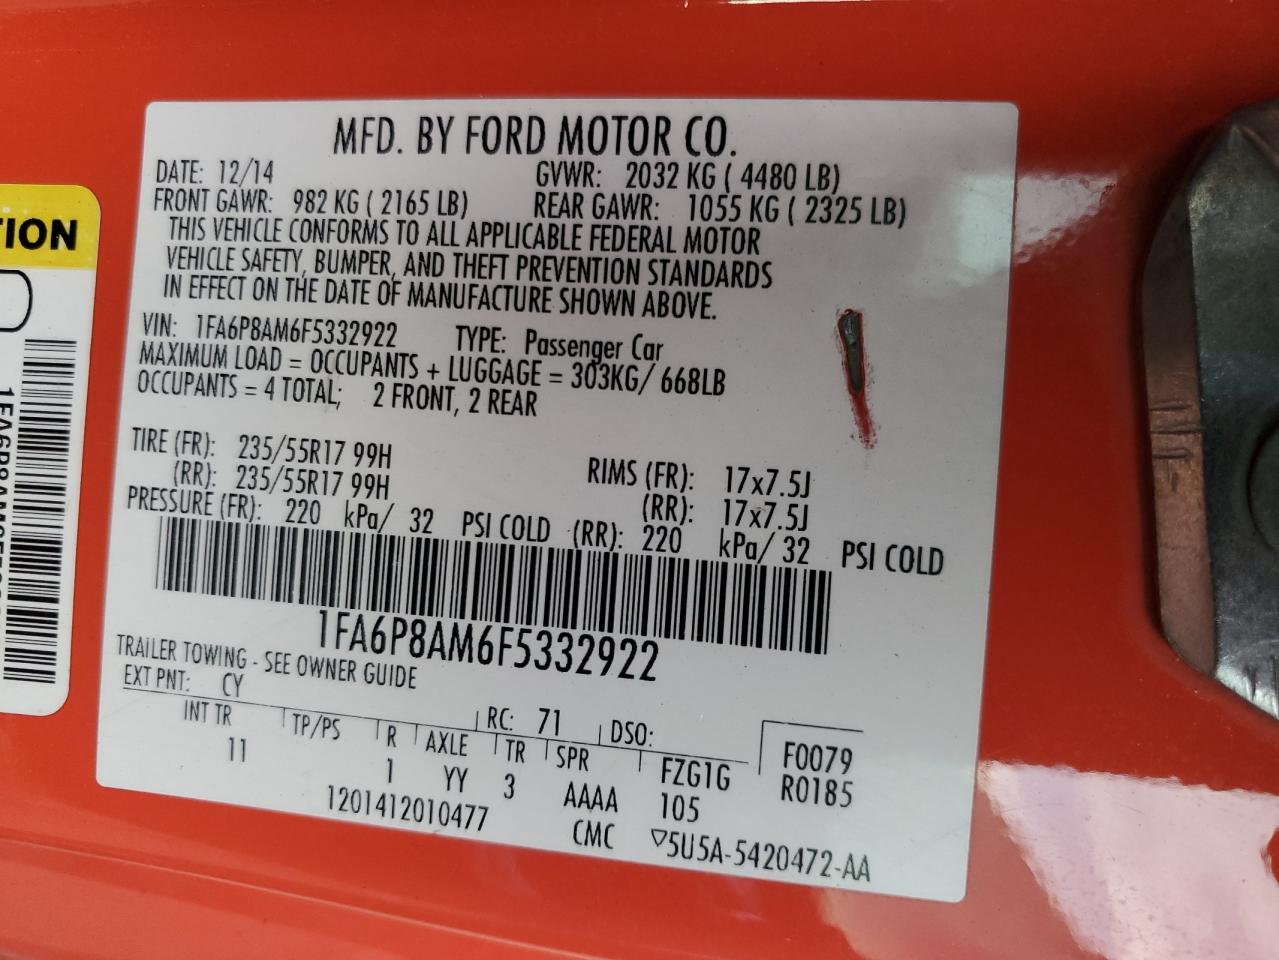 MFD. BY FORD MOTOR CO.
DATE: 12/14 GVWR: 2032 KG ( 4480 LB)
FRONT GAWR: 982 KG ( 2165 LB) REAR GAWR: 1055 KG ( 2325 LB)
THIS VEHICLE CONFORMS TO ALL APPLICABLE FEDERAL MOTOR
VEHICLE SAFETY, BUMPER, AND THEFT PREVENTION STANDARDS
IN EFFECT ON THE DATE OF MANUFACTURE SHOWN ABOVE.
VIN: 1FA6P8AM6F5332922 TYPE: Passenger Car
MAXIMUM LOAD = OCCUPANTS + LUGGAGE = 303KG/ 668LB
OCCUPANTS = 4 TOTAL; 2 FRONT, 2 REAR
TIRE (FR): 235/55R17 99H RIMS (FR): 17x7.5J
(RR): 235/55R17 99H (RR): 17x7.5J
PRESSURE (FR): 220 kPa/ 32 PSI COLD (RR): 220 kPa/ 32 PSI COLD
1FA6P8AM6F5332922
TRAILER TOWING - SEE OWNER GUIDE
EXT PNT: CY RC: 71 DSO:
INT TR TP/PS R AXLE TR SPR FZG1G F0079
11 1 YY 3 AAAA 105 R0185
1201412010477 CMC ▽5U5A-5420472-AA
TION